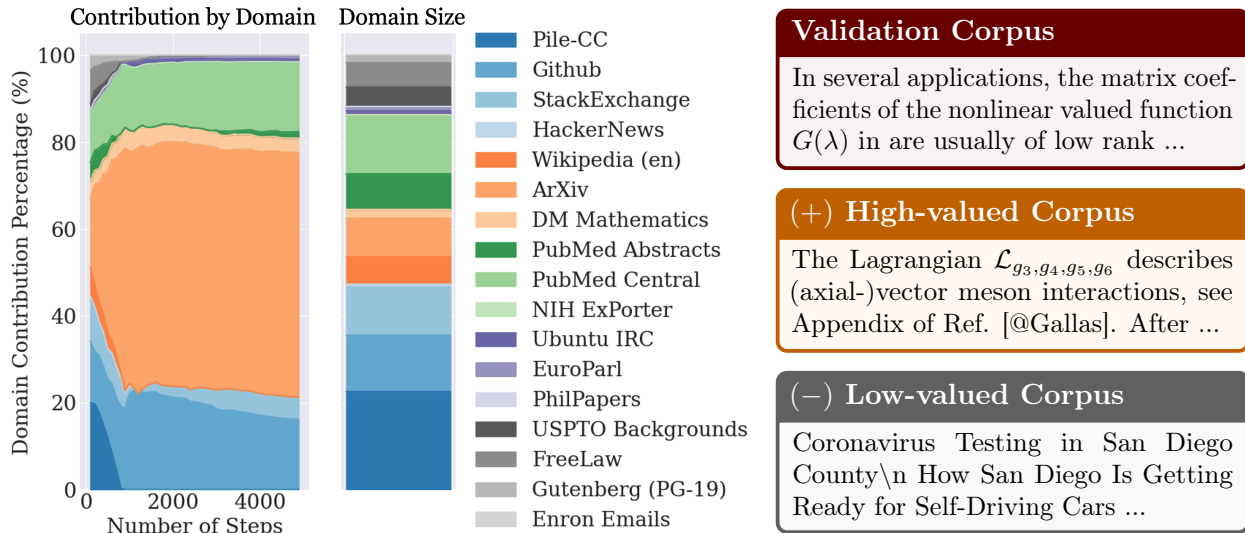 Contribution by Domain
Domain Size
Domain Contribution Percentage (%)
100
80
60
40
20
0
0
2000
4000
Number of Steps
Pile-CC
Github
StackExchange
HackerNews
Wikipedia (en)
ArXiv
DM Mathematics
PubMed Abstracts
PubMed Central
NIH ExPorter
Ubuntu IRC
EuroParl
PhilPapers
USPTO Backgrounds
FreeLaw
Gutenberg (PG-19)
Enron Emails
Validation Corpus
In several applications, the matrix coef-
ficients of the nonlinear valued function
G(λ) in are usually of low rank ...
(+) High-valued Corpus
The Lagrangian ℒ_{g₃,g₄,g₅,g₆} describes
(axial-)vector meson interactions, see
Appendix of Ref. [@Gallas]. After ...
(−) Low-valued Corpus
Coronavirus Testing in San Diego
County\n How San Diego Is Getting
Ready for Self-Driving Cars ...